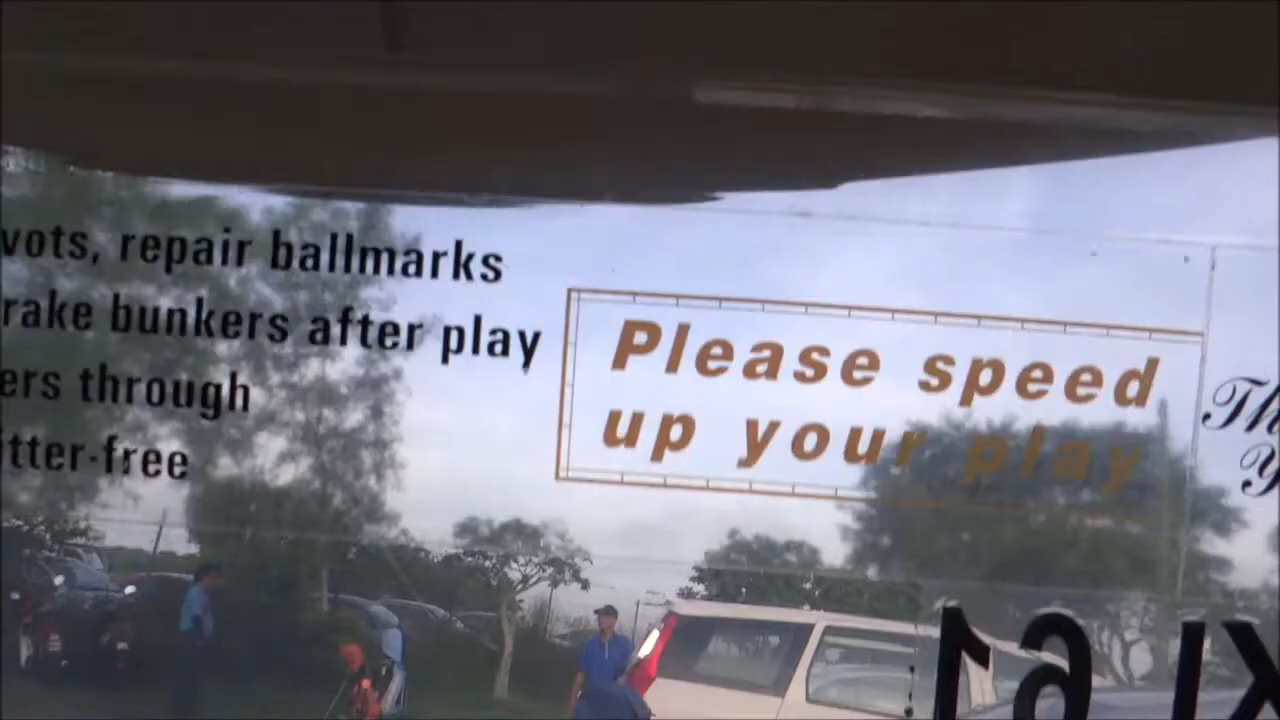 vots, repair ballmarks
rake bunkers after play
ers through
itter-free
Please speed
up your play